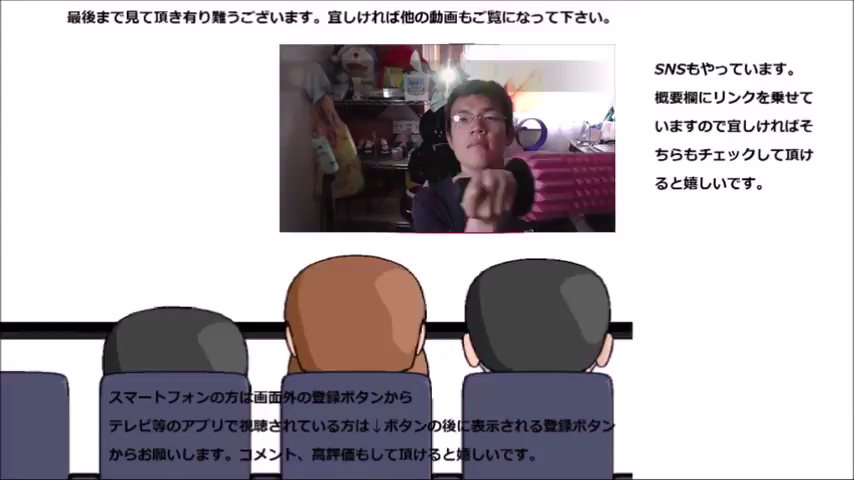 最後まで見て頂き有り難うございます。宜しければ他の動画もご覧になって下さい。
SNSもやっています。
概要欄にリンクを乗せて
いますので宜しければそ
ちらもチェックして頂け
ると嬉しいです。
スマートフォンの方は画面外の登録ボタンから
テレビ等のアプリで視聴されている方は↓ボタンの後に表示される登録ボタン
からお願いします。コメント、高評価もして頂けると嬉しいです。